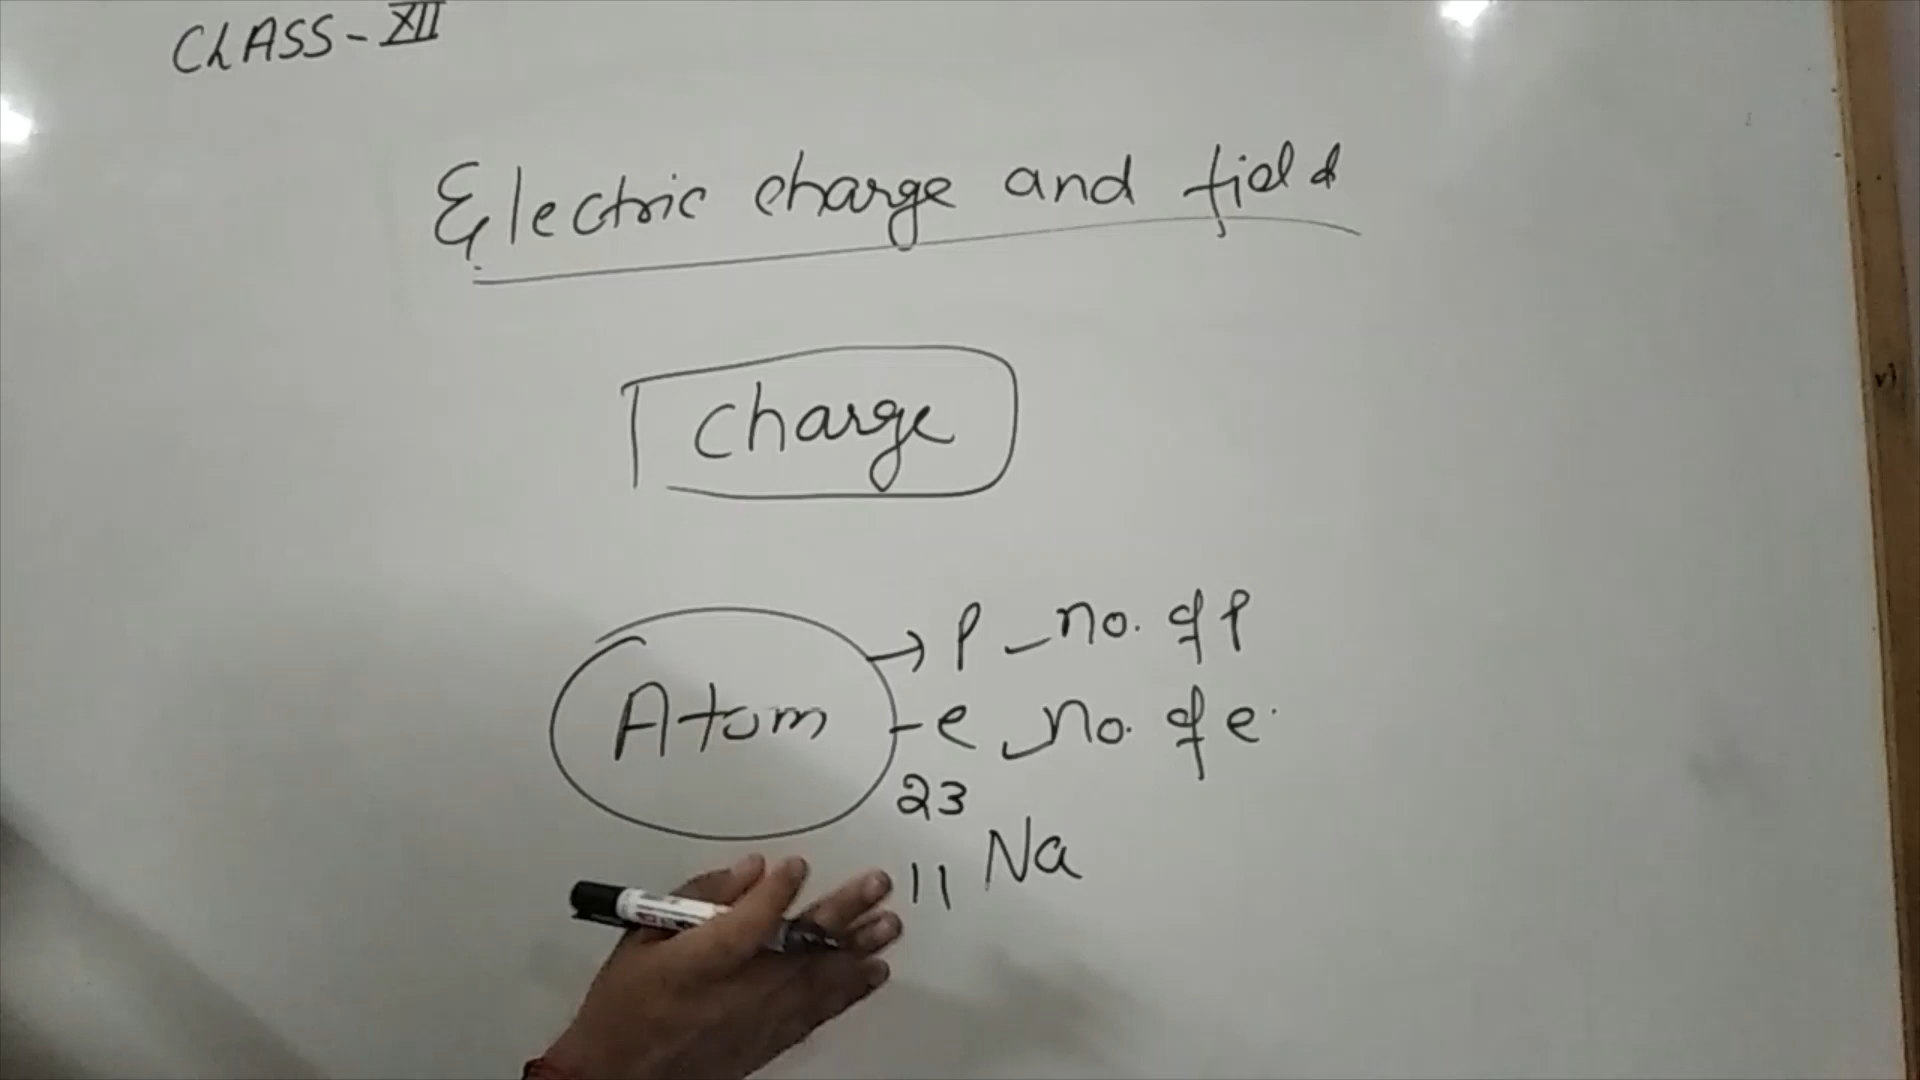 CLASS-XII
Electric charge and field
charge
Atom → p - no. of p
- e - no. of e.
23
11 Na